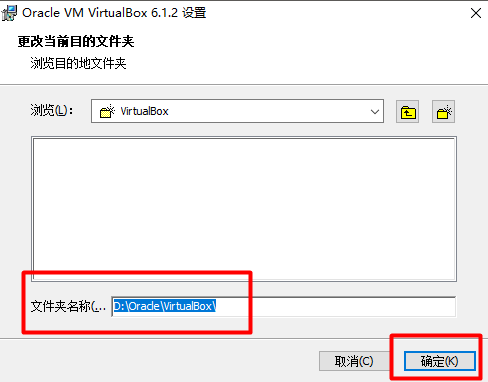 Oracle VM VirtualBox 6.1.2 设置
更改当前目的文件夹
浏览目的地文件夹
浏览(L):
VirtualBox
文件夹名称(...
D:\Oracle\VirtualBox\
取消(C)
确定(K)